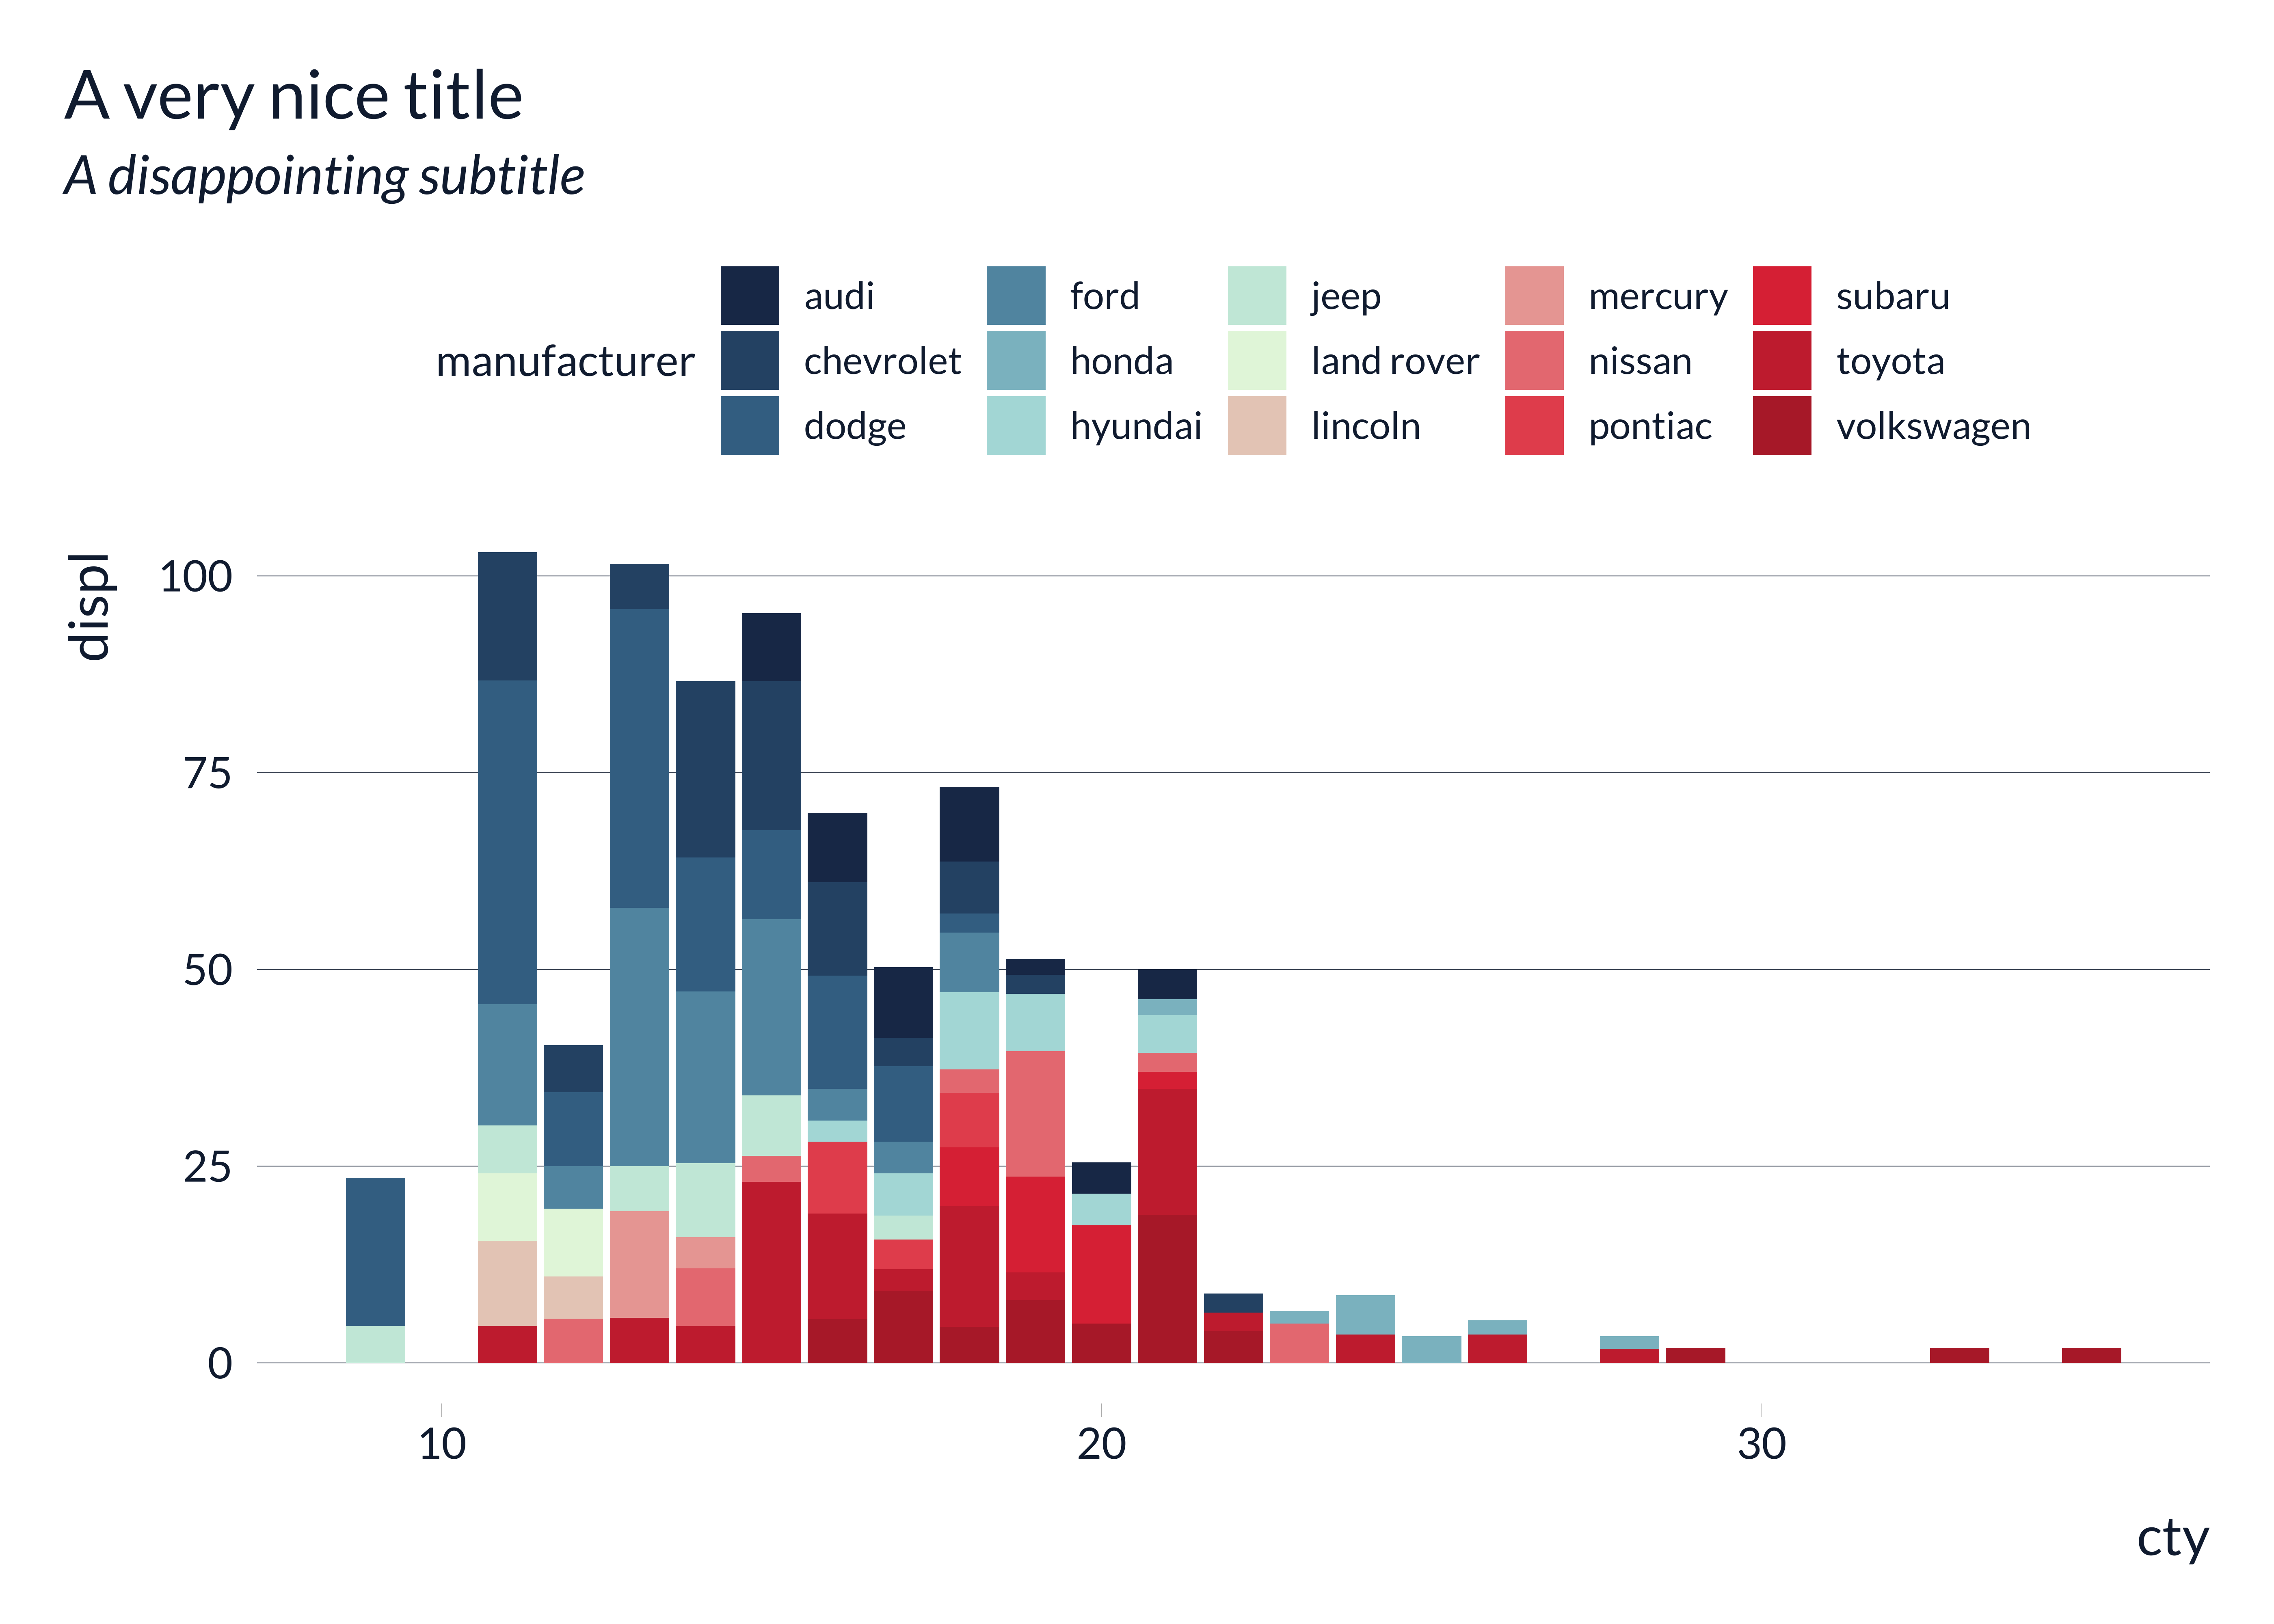 A very nice title
A disappointing subtitle
audi ford jeep mercury subaru
manufacturer chevrolet honda land rover nissan toyota
dodge hyundai lincoln pontiac volkswagen
displ
100
75
50
25
0
10 20 30
cty